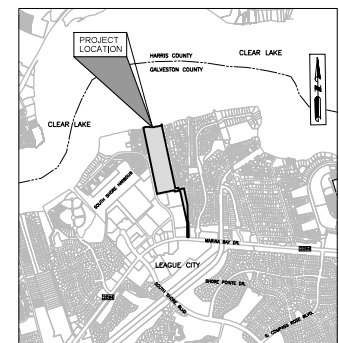 PROJECT
LOCATION
HARRIS COUNTY
CLEAR LAKE
GALVESTON COUNTY
CLEAR LAKE
SOUTH SHORE HARBOUR
MARINA BAY DR.
LEAGUE CITY
SHORE POINTE DR.
SOUTH SHORE BLVD
S. COMPASS ROSE BLVD.